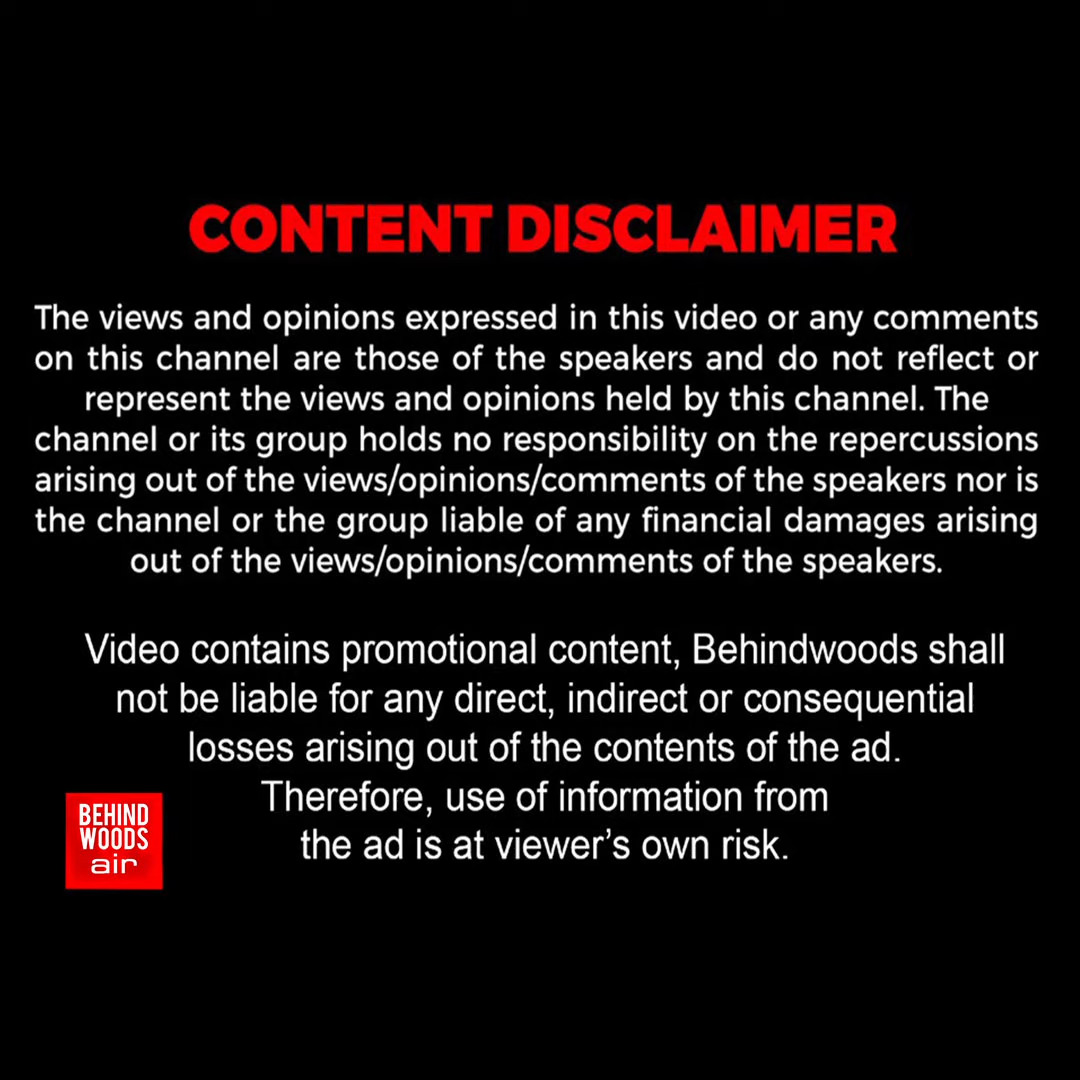 CONTENT DISCLAIMER
The views and opinions expressed in this video or any comments
on this channel are those of the speakers and do not reflect or
represent the views and opinions held by this channel. The
channel or its group holds no responsibility on the repercussions
arising out of the views/opinions/comments of the speakers nor is
the channel or the group liable of any financial damages arising
out of the views/opinions/comments of the speakers.
Video contains promotional content, Behindwoods shall
not be liable for any direct, indirect or consequential
losses arising out of the contents of the ad.
Therefore, use of information from
the ad is at viewer’s own risk.
BEHIND
WOODS
air